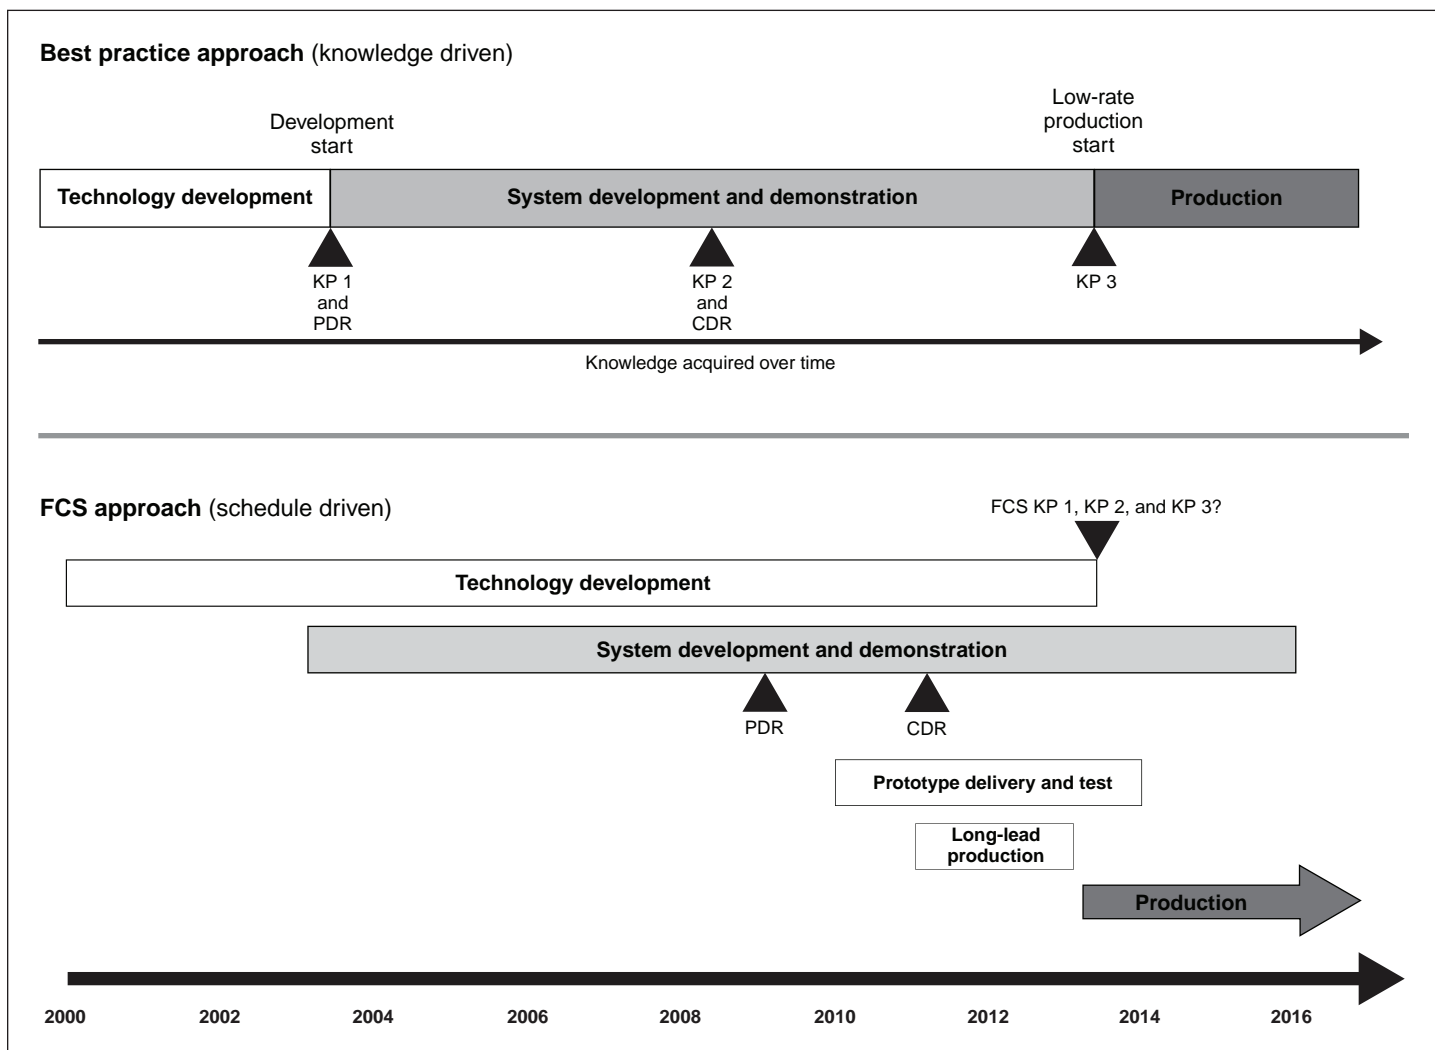 Best practice approach (knowledge driven)
Development
start
Low-rate
production
start
Technology development
System development and demonstration
Production
KP 1
and
PDR
KP 2
and
CDR
KP 3
Knowledge acquired over time
FCS approach (schedule driven)
FCS KP 1, KP 2, and KP 3?
Technology development
System development and demonstration
PDR
CDR
Prototype delivery and test
Long-lead
production
Production
2000 2002 2004 2006 2008 2010 2012 2014 2016